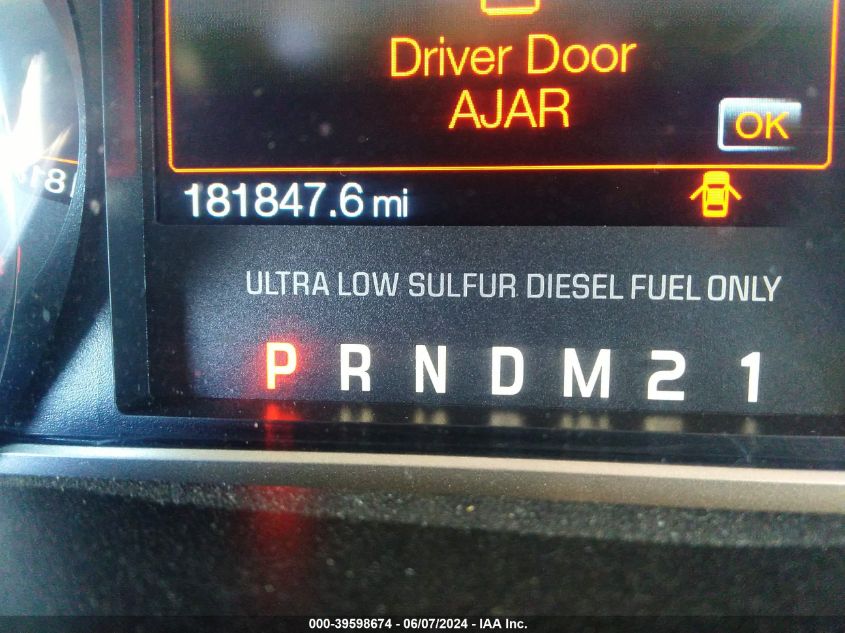 Driver Door
AJAR
OK
181847.6 mi
ULTRA LOW SULFUR DIESEL FUEL ONLY
P R N D M 2 1
000-39598674 - 06/07/2024 - IAA Inc.